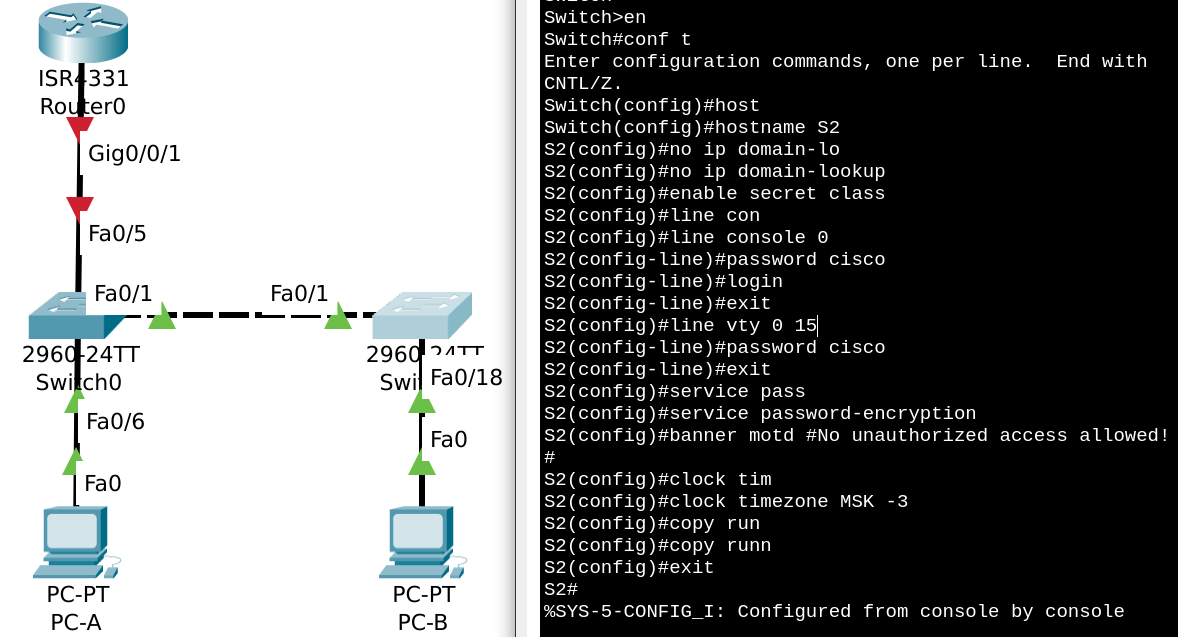 ISR4331
Router0
Gig0/0/1
Fa0/5
Fa0/1
Fa0/1
2960-24TT
Switch0
2960-24TT
Swit
Fa0/18
Fa0/6
Fa0
Fa0
PC-PT
PC-A
PC-PT
PC-B
Switch>en
Switch#conf t
Enter configuration commands, one per line.  End with
CNTL/Z.
Switch(config)#host
Switch(config)#hostname S2
S2(config)#no ip domain-lo
S2(config)#no ip domain-lookup
S2(config)#enable secret class
S2(config)#line con
S2(config)#line console 0
S2(config-line)#password cisco
S2(config-line)#login
S2(config-line)#exit
S2(config)#line vty 0 15
S2(config-line)#password cisco
S2(config-line)#exit
S2(config)#service pass
S2(config)#service password-encryption
S2(config)#banner motd #No unauthorized access allowed!
#
S2(config)#clock tim
S2(config)#clock timezone MSK -3
S2(config)#copy run
S2(config)#copy runn
S2(config)#exit
S2#
%SYS-5-CONFIG_I: Configured from console by console